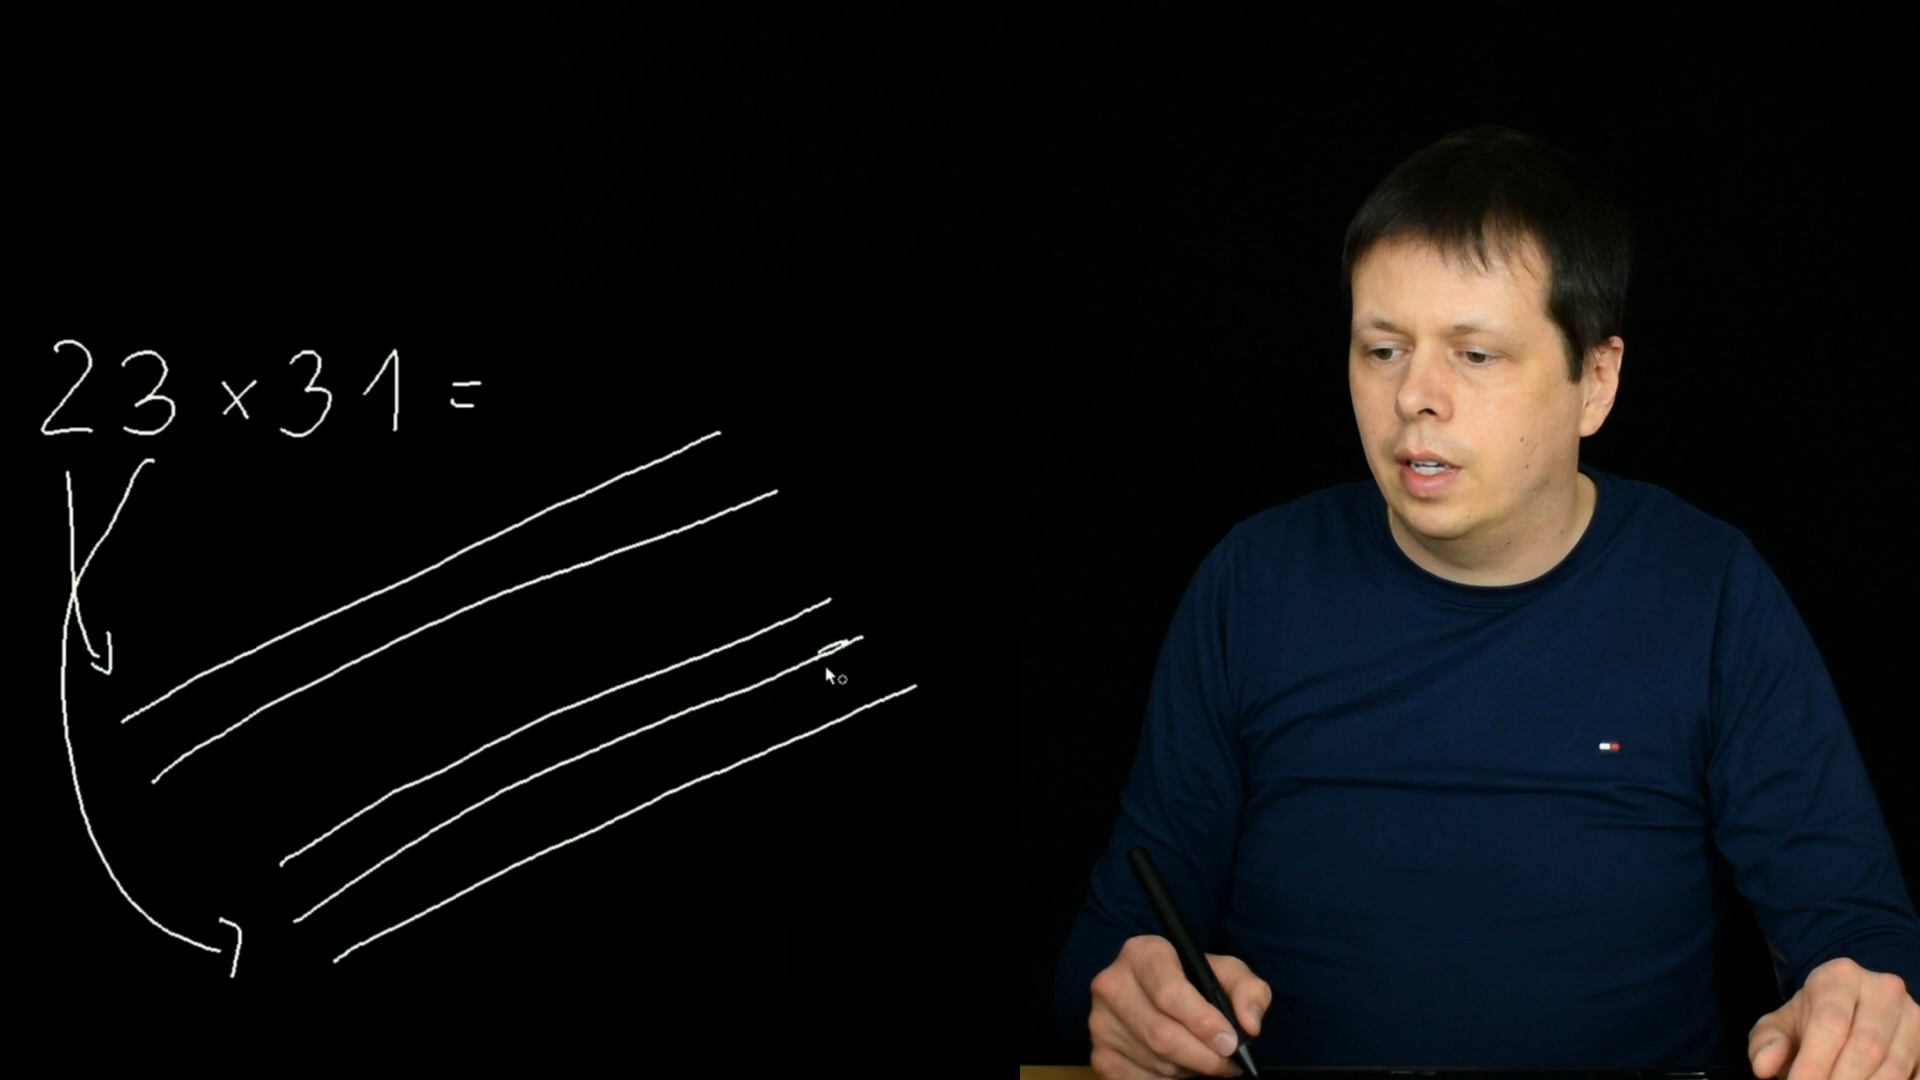 23 × 31 =